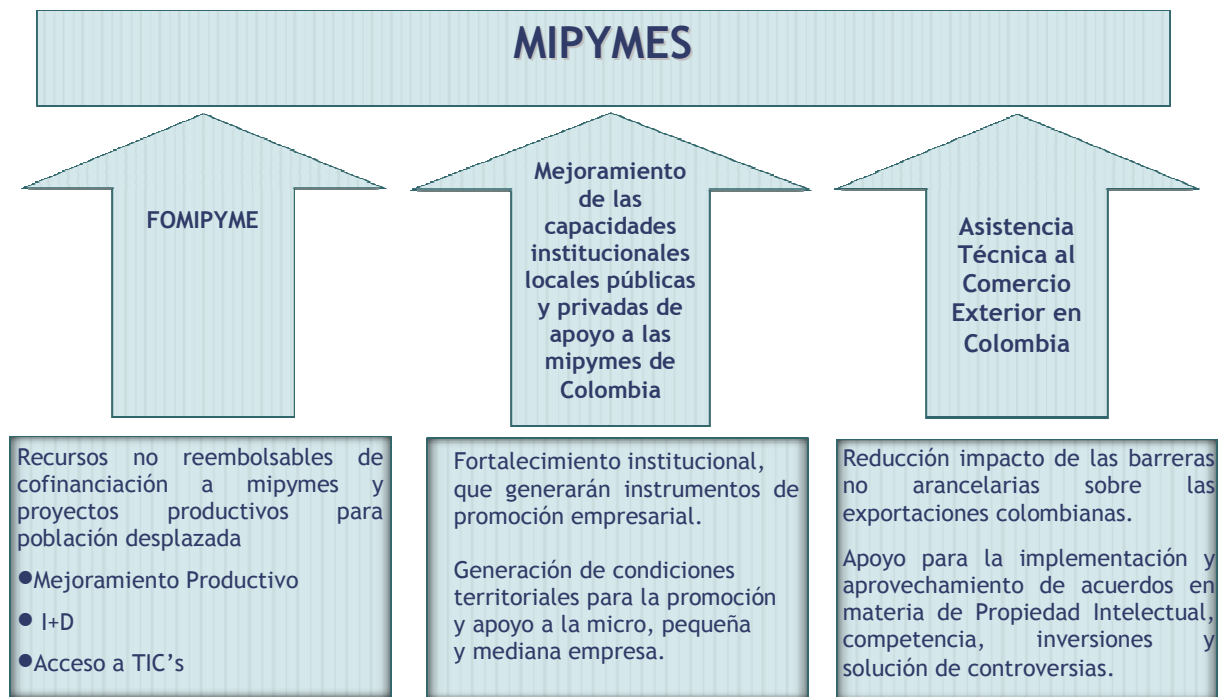 MIPYMES
FOMIPYME
Mejoramiento
de las
capacidades
institucionales
locales públicas
y privadas de
apoyo a las
mipymes de
Colombia
Asistencia
Técnica al
Comercio
Exterior en
Colombia
Recursos no reembolsables de
cofinanciación a mipymes y
proyectos productivos para
población desplazada
●Mejoramiento Productivo
● I+D
●Acceso a TIC’s
Fortalecimiento institucional,
que generarán instrumentos de
promoción empresarial.
Generación de condiciones
territoriales para la promoción
y apoyo a la micro, pequeña
y mediana empresa.
Reducción impacto de las barreras
no arancelarias sobre las
exportaciones colombianas.
Apoyo para la implementación y
aprovechamiento de acuerdos en
materia de Propiedad Intelectual,
competencia, inversiones y
solución de controversias.